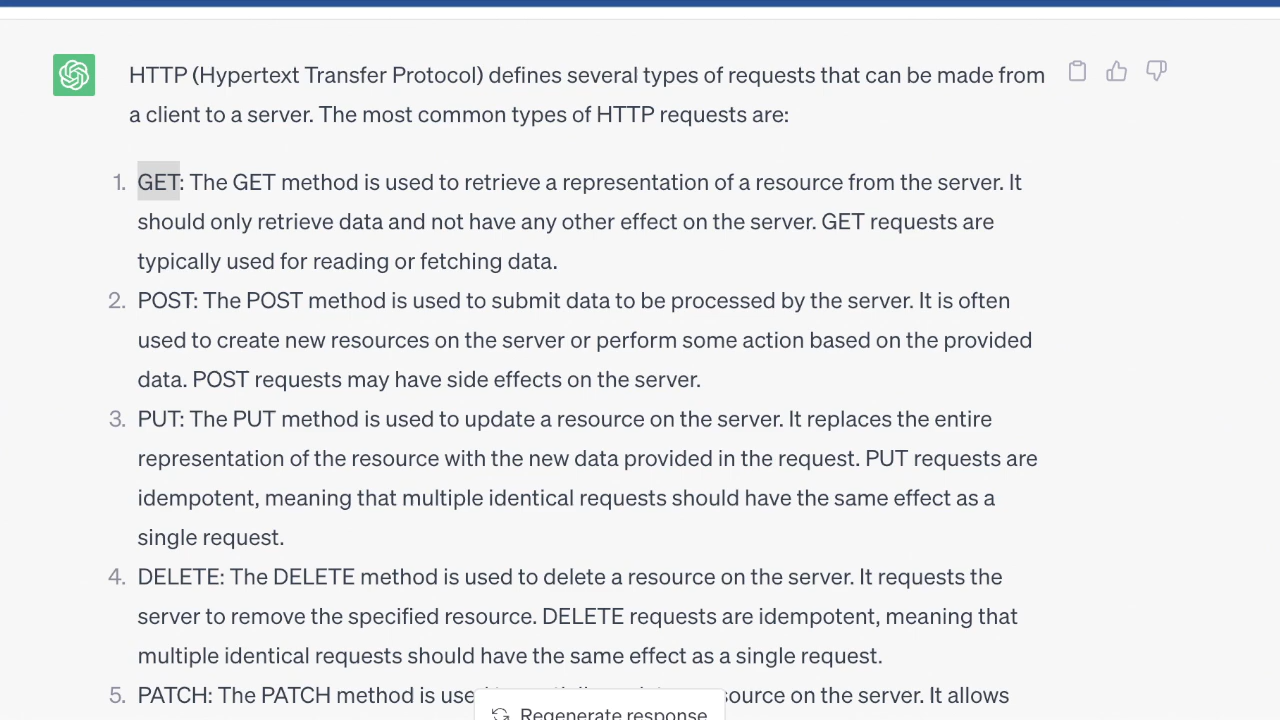 HTTP (Hypertext Transfer Protocol) defines several types of requests that can be made from
a client to a server. The most common types of HTTP requests are:
1. GET: The GET method is used to retrieve a representation of a resource from the server. It
should only retrieve data and not have any other effect on the server. GET requests are
typically used for reading or fetching data.
2. POST: The POST method is used to submit data to be processed by the server. It is often
used to create new resources on the server or perform some action based on the provided
data. POST requests may have side effects on the server.
3. PUT: The PUT method is used to update a resource on the server. It replaces the entire
representation of the resource with the new data provided in the request. PUT requests are
idempotent, meaning that multiple identical requests should have the same effect as a
single request.
4. DELETE: The DELETE method is used to delete a resource on the server. It requests the
server to remove the specified resource. DELETE requests are idempotent, meaning that
multiple identical requests should have the same effect as a single request.
5. PATCH: The PATCH method is on the server. It allows
Regenerate response